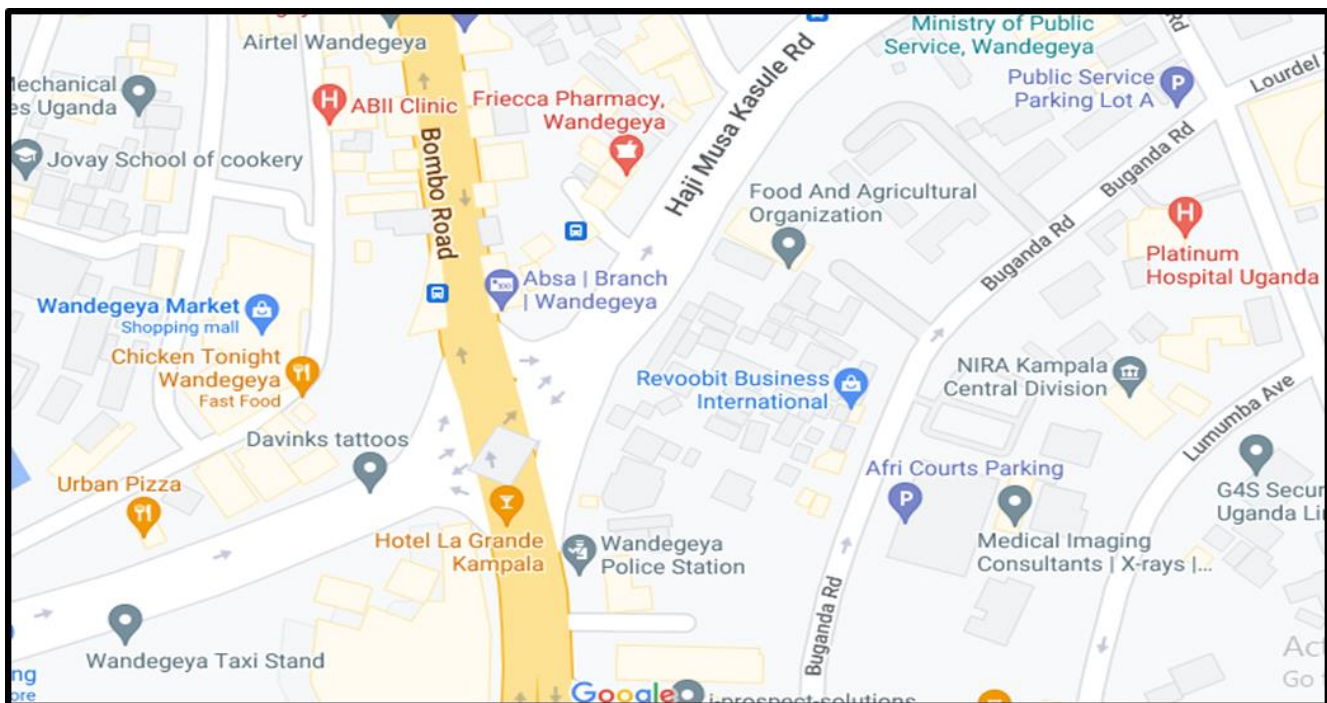 Airtel Wandegeya
Ministry of Public
Service, Wandegeya
Mechanical
es Uganda
ABII Clinic
Friecca Pharmacy,
Wandegeya
Haji Musa Kasule Rd
Public Service
Parking Lot A
Lourdel
Rd
Bombo Road
Jovay School of cookery
Buganda Rd
Food And Agricultural
Organization
Buganda Rd
Platinum
Hospital Uganda
Absa | Branch
| Wandegeya
Wandegeya Market
Shopping mall
Chicken Tonight
Wandegeya
Fast Food
Revoobit Business
International
NIRA Kampala
Central Division
Lumumba Ave
Davinks tattoos
Afri Courts Parking
Urban Pizza
G4S Secur
Uganda Li
Hotel La Grande
Kampala
Wandegeya
Police Station
Medical Imaging
Consultants | X-rays |...
Buganda Rd
Wandegeya Taxi Stand
Act
Go
ng
ore
Google
i-prospect-solutions